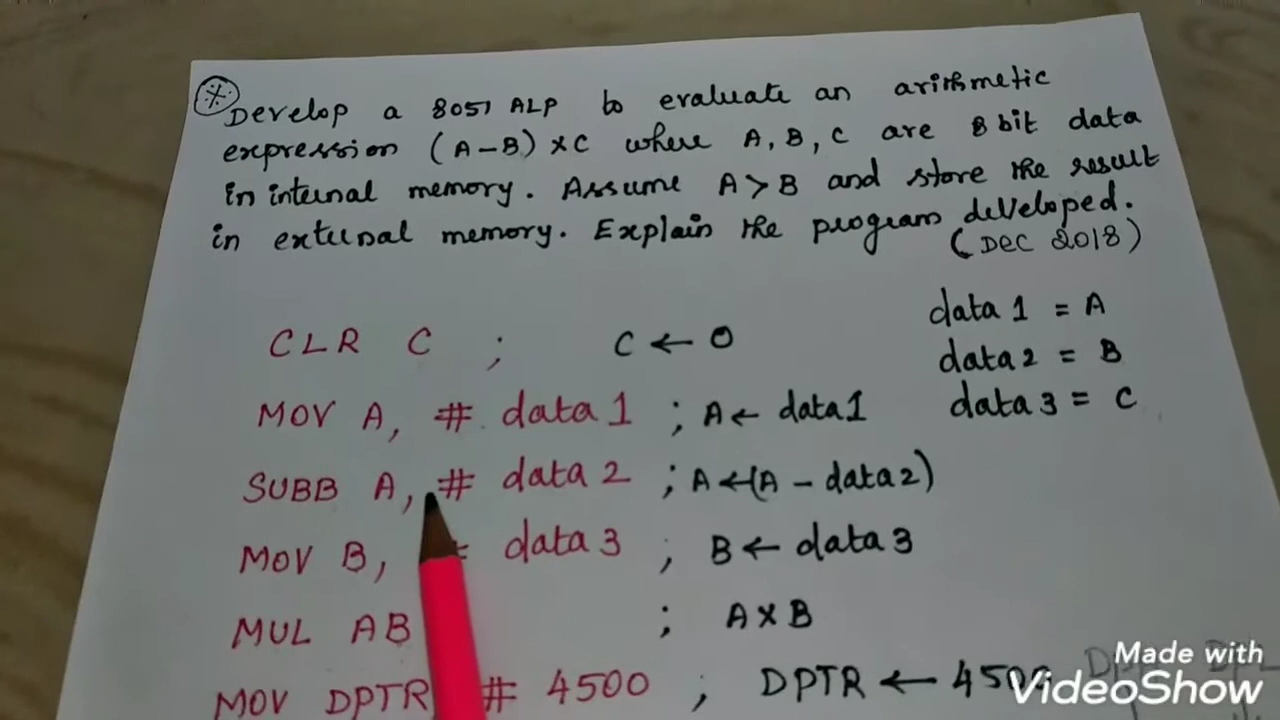 * Develop a 8051 ALP to evaluate an arithmetic
expression (A-B) ×C where A, B, C are 8 bit data
in internal memory. Assume A>B and store the result
in external memory. Explain the program developed.
(Dec 2018)
data 1 = A
data 2 = B
data 3 = C
CLR C ; C ← 0
MOV A, # data 1 ; A ← data 1
SUBB A, # data 2 ; A ←(A - data 2)
MOV B, data 3 ; B ← data 3
MUL AB ; A×B
MOV DPTR # 4500 ; DPTR ← 4500
Made with
VideoShow